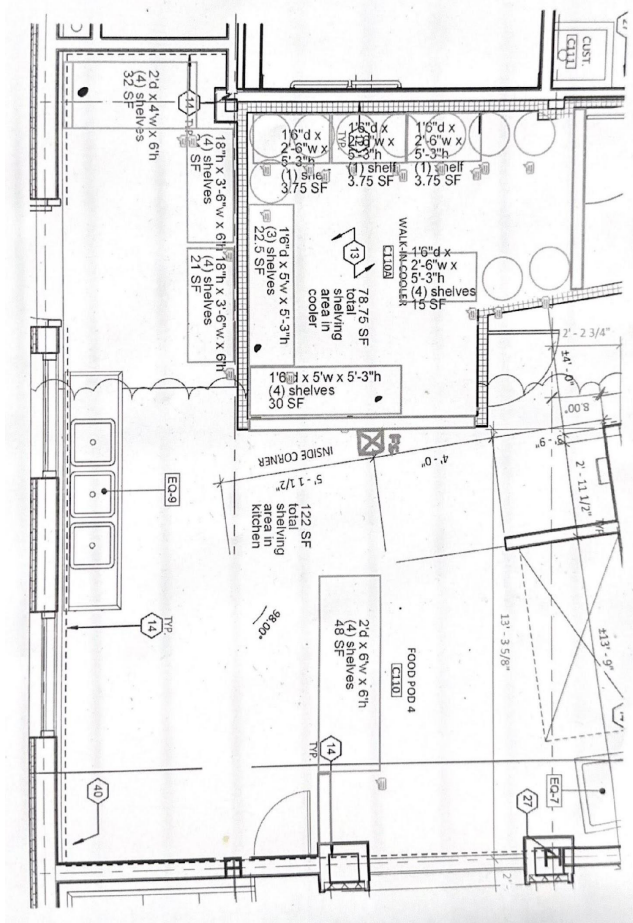 CUST.
C111
14
TYP.
2'd x 4'w x 6'h
(4) shelves
32 SF
18"h x 3'-6"w x 6'h
(4) shelves
SF
18"h x 3'-6"w x 6'h
(4) shelves
21 SF
1'6"d x
2'-6"w x
5'-3"h
(1) shelf
3.75 SF
1'6"d x
2'-6"w x
5'-3"h
(1) shelf
3.75 SF
TYP.
1'6"d x
2'-6"w x
5'-3"h
(1) shelf
3.75 SF
WALK-IN COOLER
C110A
13
1'6"d x
2'-6"w x
5'-3"h
(4) shelves
15 SF
1'6"d x 5'w x 5'-3"h
(3) shelves
22.5 SF
78.75 SF
total
shelving
area in
cooler
1'6"d x 5'w x 5'-3"h
(4) shelves
30 SF
2' - 2 3/4"
±4' - 0"
8.00°
2' - 11 1/2"
INSIDE CORNER
5' - 11 1/2"
4' - 0"
EQ-9
122 SF
total
shelving
area in
kitchen
98.00°
14
TYP.
2'd x 6'w x 6'h
(4) shelves
48 SF
FOOD POD 4
C110
13' - 3 5/8"
±13' - 9"
14
TYP.
EQ-7
27
40